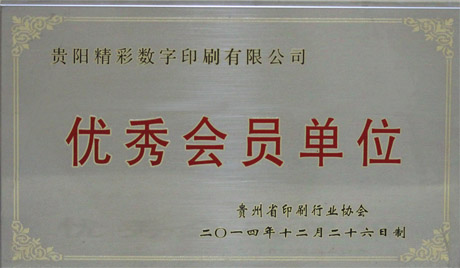 贵阳精彩数字印刷有限公司
优秀会员单位
貴州省印刷行业协会
二〇一四年十二月二十六日制